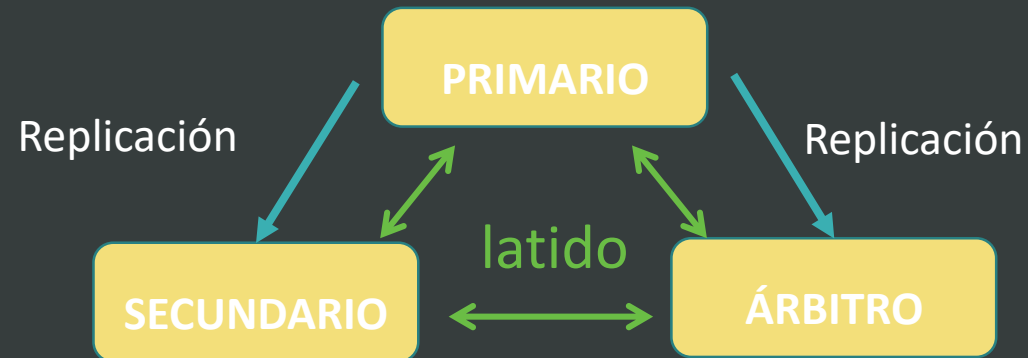 PRIMARIO
Replicación
Replicación
latido
SECUNDARIO
ÁRBITRO